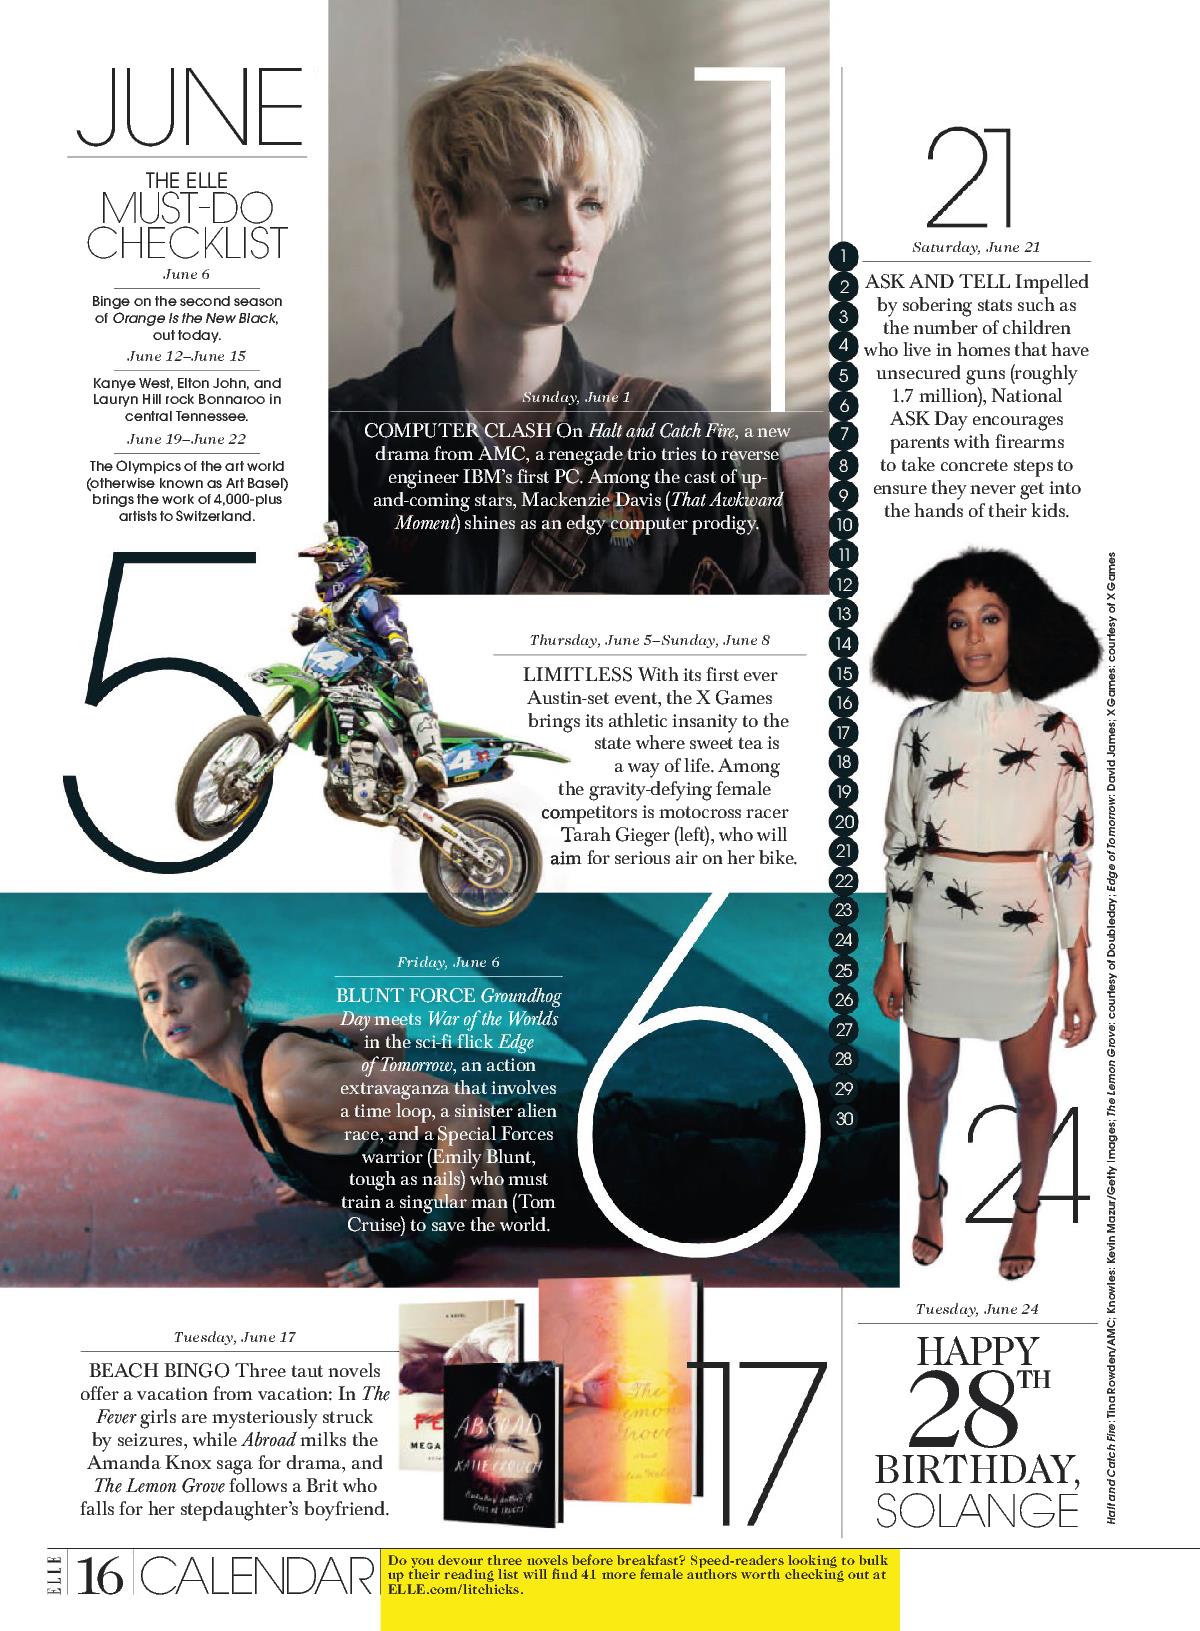 JUNE
THE ELLE
MUST-DO
CHECKLIST
June 6
Binge on the second season
of Orange Is the New Black,
out today.
June 12–June 15
Kanye West, Elton John, and
Lauryn Hill rock Bonnaroo in
central Tennessee.
June 19–June 22
The Olympics of the art world
(otherwise known as Art Basel)
brings the work of 4,000-plus
artists to Switzerland.
1
Sunday, June 1
COMPUTER CLASH On Halt and Catch Fire, a new
drama from AMC, a renegade trio tries to reverse
engineer IBM's first PC. Among the cast of up-
and-coming stars, Mackenzie Davis (That Awkward
Moment) shines as an edgy computer prodigy.
5
4
4
Thursday, June 5–Sunday, June 8
LIMITLESS With its first ever
Austin-set event, the X Games
brings its athletic insanity to the
state where sweet tea is
a way of life. Among
the gravity-defying female
competitors is motocross racer
Tarah Gieger (left), who will
aim for serious air on her bike.
6
Friday, June 6
BLUNT FORCE Groundhog
Day meets War of the Worlds
in the sci-fi flick Edge
of Tomorrow, an action
extravaganza that involves
a time loop, a sinister alien
race, and a Special Forces
warrior (Emily Blunt,
tough as nails) who must
train a singular man (Tom
Cruise) to save the world.
Tuesday, June 17
BEACH BINGO Three taut novels
offer a vacation from vacation: In The
Fever girls are mysteriously struck
by seizures, while Abroad milks the
Amanda Knox saga for drama, and
The Lemon Grove follows a Brit who
falls for her stepdaughter's boyfriend.
A NOVEL
FE
MEGA
ABROAD
KATIE CROUCH
The
Lemon
Grove
17
1
2
3
4
5
6
7
8
9
10
11
12
13
14
15
16
17
18
19
20
21
22
23
24
25
26
27
28
29
30
21
Saturday, June 21
ASK AND TELL Impelled
by sobering stats such as
the number of children
who live in homes that have
unsecured guns (roughly
1.7 million), National
ASK Day encourages
parents with firearms
to take concrete steps to
ensure they never get into
the hands of their kids.
24
Tuesday, June 24
HAPPY
28TH
BIRTHDAY,
SOLANGE
Halt and Catch Fire: Tina Rowden/AMC; Knowles: Kevin Mazur/Getty Images; The Lemon Grove: courtesy of Doubleday; Edge of Tomorrow: David James; X Games: courtesy of X Games
ELLE 16 CALENDAR
Do you devour three novels before breakfast? Speed-readers looking to bulk
up their reading list will find 41 more female authors worth checking out at
ELLE.com/litchicks.